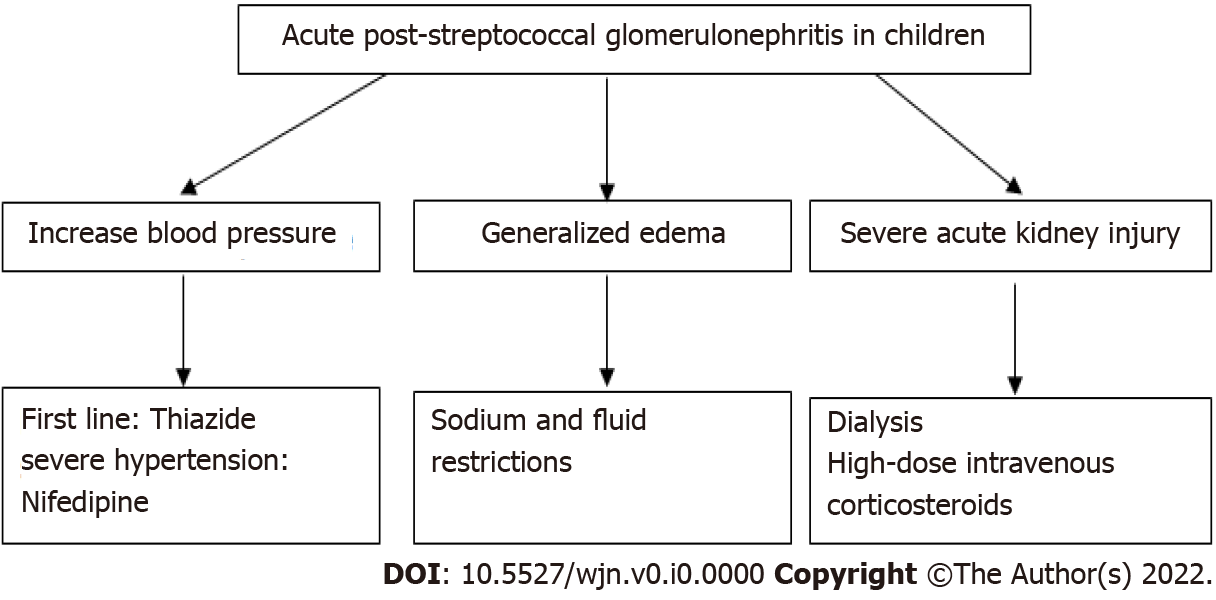 Acute post-streptococcal glomerulonephritis in children
Increase blood pressure
Generalized edema
Severe acute kidney injury
First line: Thiazide
severe hypertension:
Nifedipine
Sodium and fluid
restrictions
Dialysis
High-dose intravenous
corticosteroids
DOI: 10.5527/wjn.v0.i0.0000 Copyright ©The Author(s) 2022.